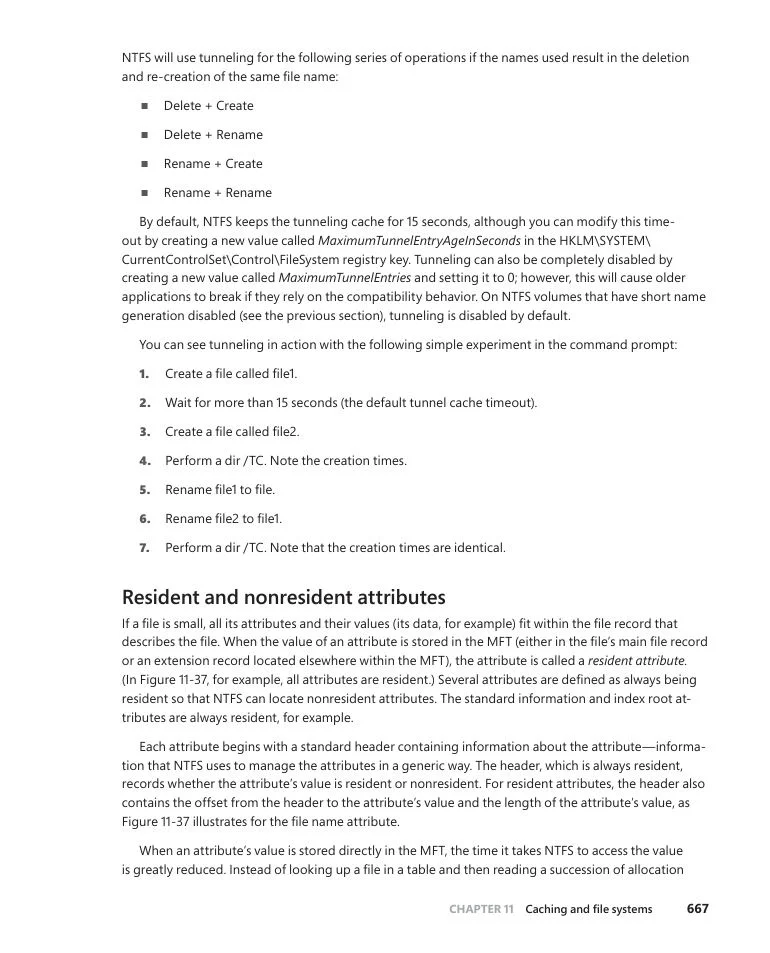 NTFS will use tunneling for the following series of operations if the names used result in the deletion
and re-creation of the same file name:
■ Delete + Create
■ Delete + Rename
■ Rename + Create
■ Rename + Rename
By default, NTFS keeps the tunneling cache for 15 seconds, although you can modify this time-
out by creating a new value called MaximumTunnelEntryAgeInSeconds in the HKLM\SYSTEM\
CurrentControlSet\Control\FileSystem registry key. Tunneling can also be completely disabled by
creating a new value called MaximumTunnelEntries and setting it to 0; however, this will cause older
applications to break if they rely on the compatibility behavior. On NTFS volumes that have short name
generation disabled (see the previous section), tunneling is disabled by default.
You can see tunneling in action with the following simple experiment in the command prompt:
1. Create a file called file1.
2. Wait for more than 15 seconds (the default tunnel cache timeout).
3. Create a file called file2.
4. Perform a dir /TC. Note the creation times.
5. Rename file1 to file.
6. Rename file2 to file1.
7. Perform a dir /TC. Note that the creation times are identical.
Resident and nonresident attributes
If a file is small, all its attributes and their values (its data, for example) fit within the file record that
describes the file. When the value of an attribute is stored in the MFT (either in the file’s main file record
or an extension record located elsewhere within the MFT), the attribute is called a resident attribute.
(In Figure 11-37, for example, all attributes are resident.) Several attributes are defined as always being
resident so that NTFS can locate nonresident attributes. The standard information and index root at-
tributes are always resident, for example.
Each attribute begins with a standard header containing information about the attribute—informa-
tion that NTFS uses to manage the attributes in a generic way. The header, which is always resident,
records whether the attribute’s value is resident or nonresident. For resident attributes, the header also
contains the offset from the header to the attribute’s value and the length of the attribute’s value, as
Figure 11-37 illustrates for the file name attribute.
When an attribute’s value is stored directly in the MFT, the time it takes NTFS to access the value
is greatly reduced. Instead of looking up a file in a table and then reading a succession of allocation
CHAPTER 11 Caching and file systems 667